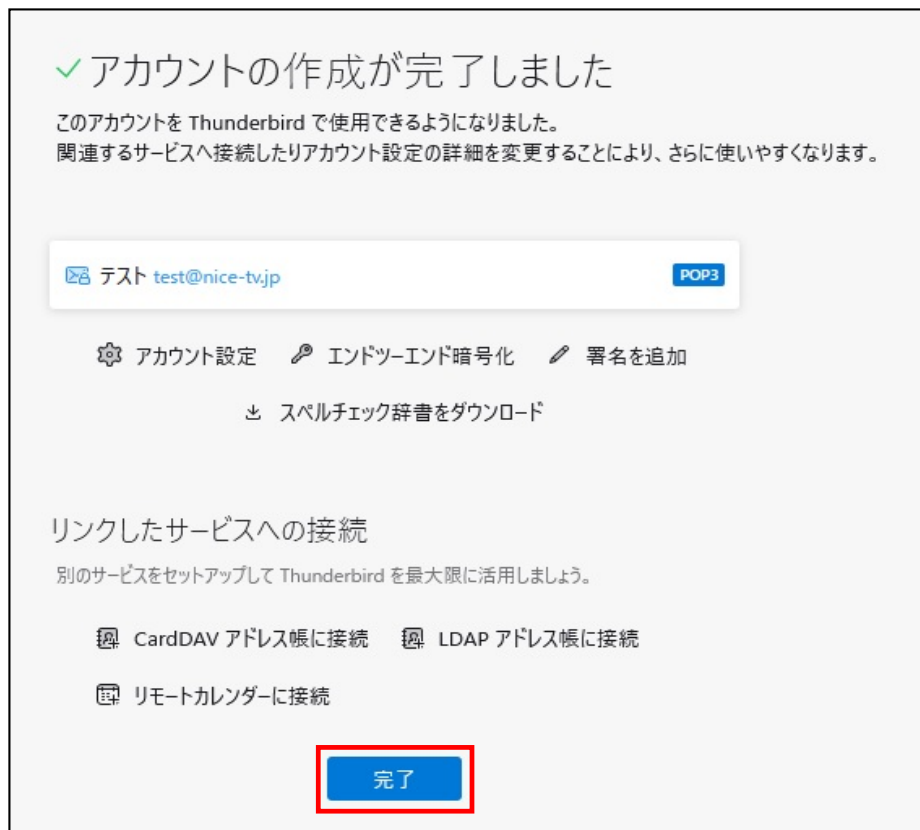 アカウントの作成が完了しました
このアカウントを Thunderbird で使用できるようになりました。
関連するサービスへ接続したりアカウント設定の詳細を変更することにより、さらに使いやすくなります。
テスト test@nice-tv.jp POP3
アカウント設定 エンドツーエンド暗号化 署名を追加
スペルチェック辞書をダウンロード
リンクしたサービスへの接続
別のサービスをセットアップして Thunderbird を最大限に活用しましょう。
CardDAV アドレス帳に接続 LDAP アドレス帳に接続
リモートカレンダーに接続
完了